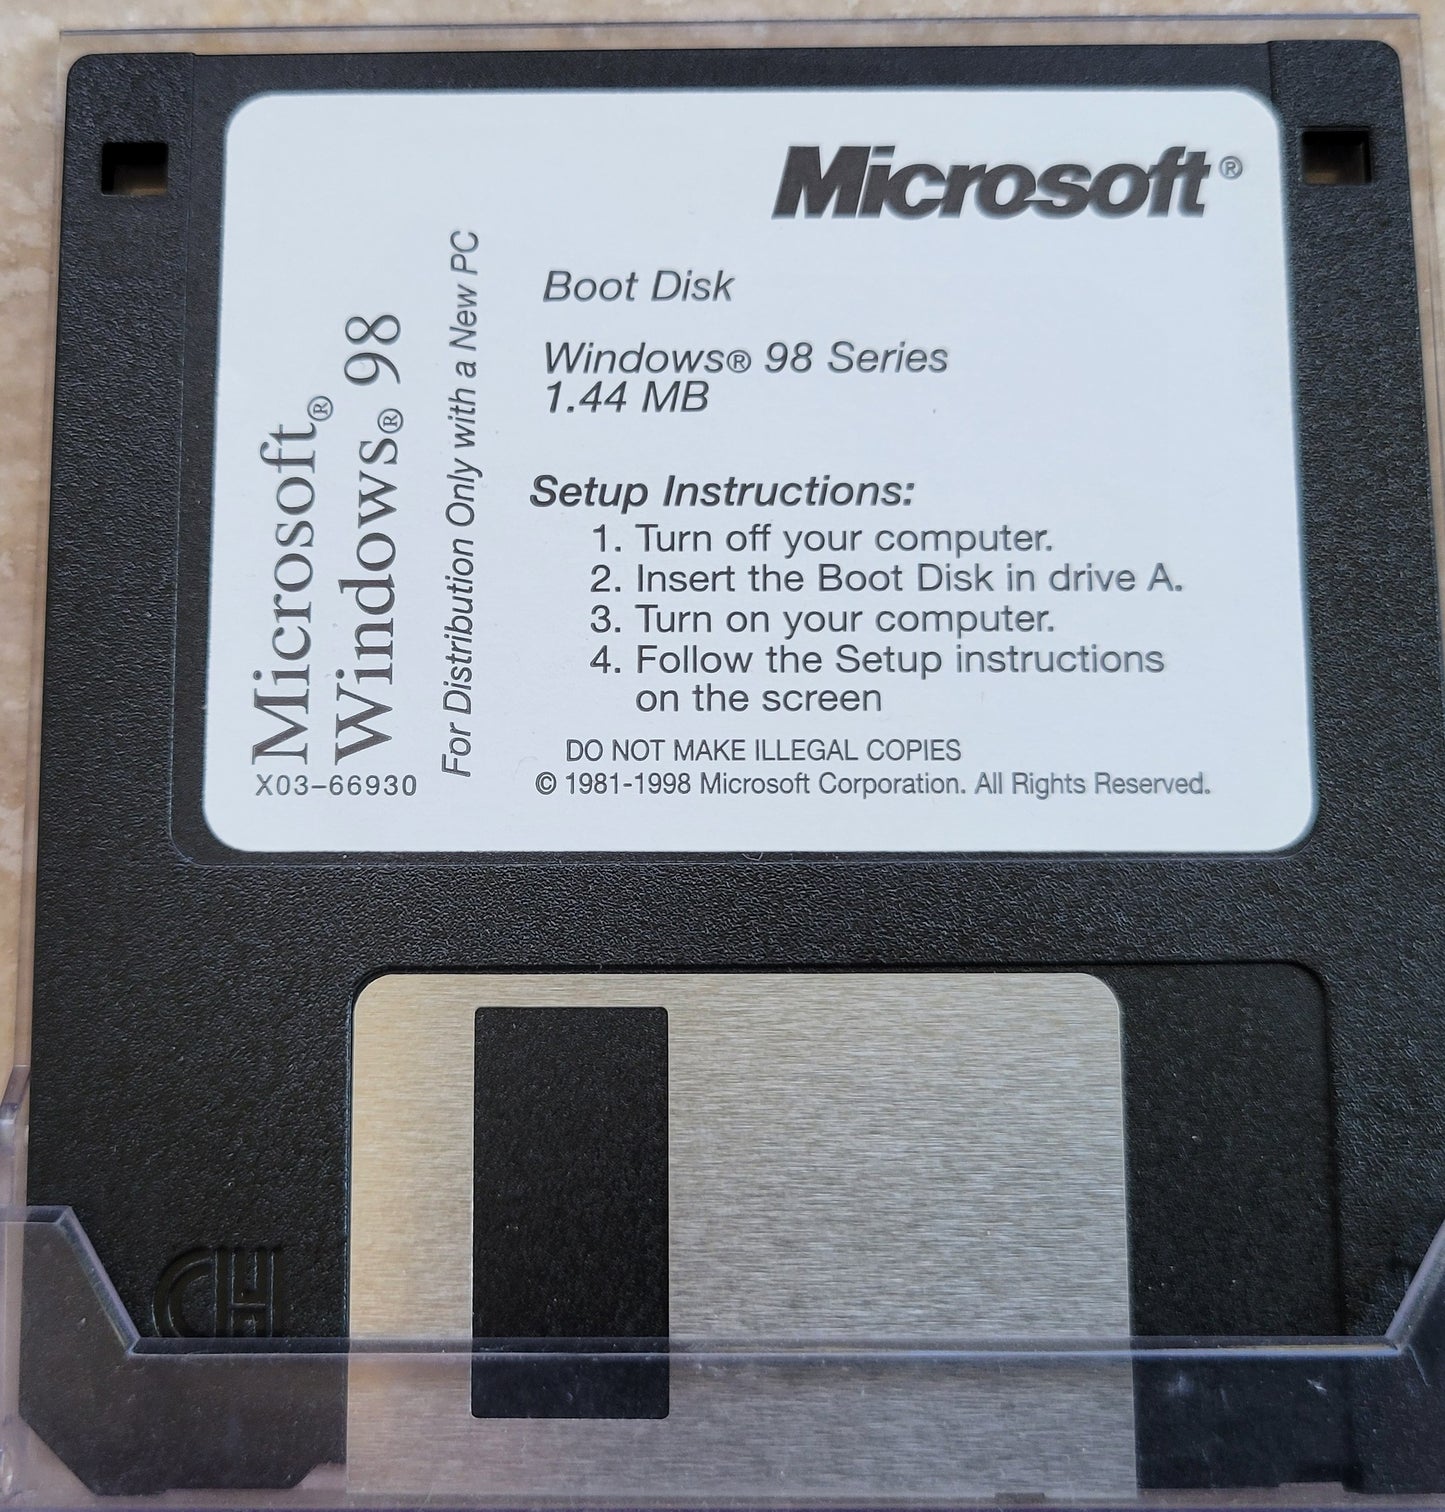 Microsoft®
Windows® 98
For Distribution Only with a New PC
X03-66930
Microsoft®
Boot Disk
Windows® 98 Series
1.44 MB
Setup Instructions:
1. Turn off your computer.
2. Insert the Boot Disk in drive A.
3. Turn on your computer.
4. Follow the Setup instructions
on the screen
DO NOT MAKE ILLEGAL COPIES
© 1981-1998 Microsoft Corporation. All Rights Reserved.